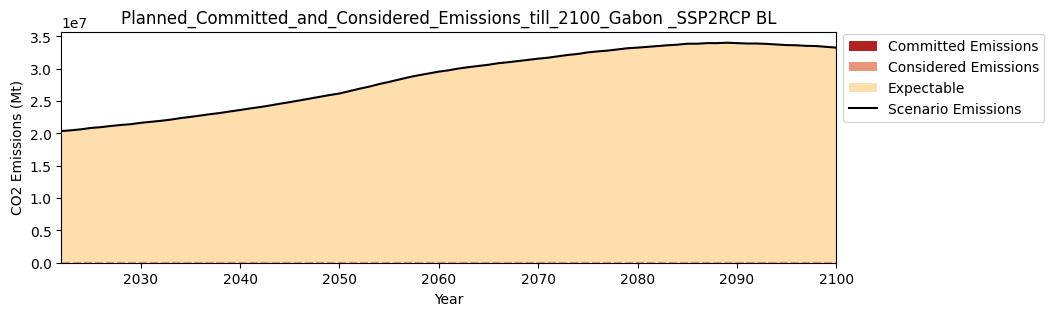 Planned_Committed_and_Considered_Emissions_till_2100_Gabon _SSP2RCP BL
1e7
3.5
3.0
2.5
2.0
1.5
1.0
0.5
0.0
CO2 Emissions (Mt)
2030 2040 2050 2060 2070 2080 2090 2100
Year
Committed Emissions
Considered Emissions
Expectable
Scenario Emissions